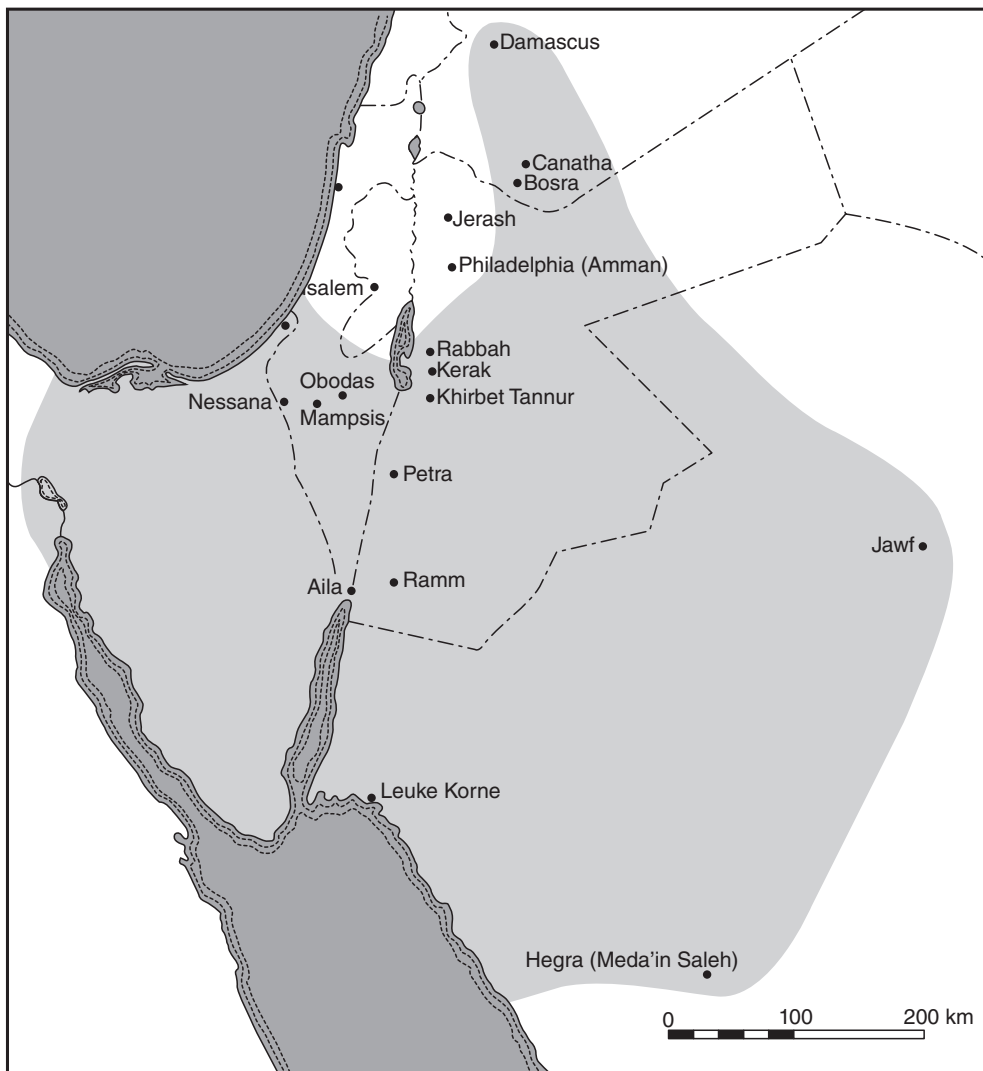 Damascus
Canatha
Bosra
Jerash
Philadelphia (Amman)
salem
Rabbah
Kerak
Obodas
Khirbet Tannur
Nessana
Mampsis
Petra
Jawf
Ramm
Aila
Leuke Korne
Hegra (Meda'in Saleh)
0 100 200 km